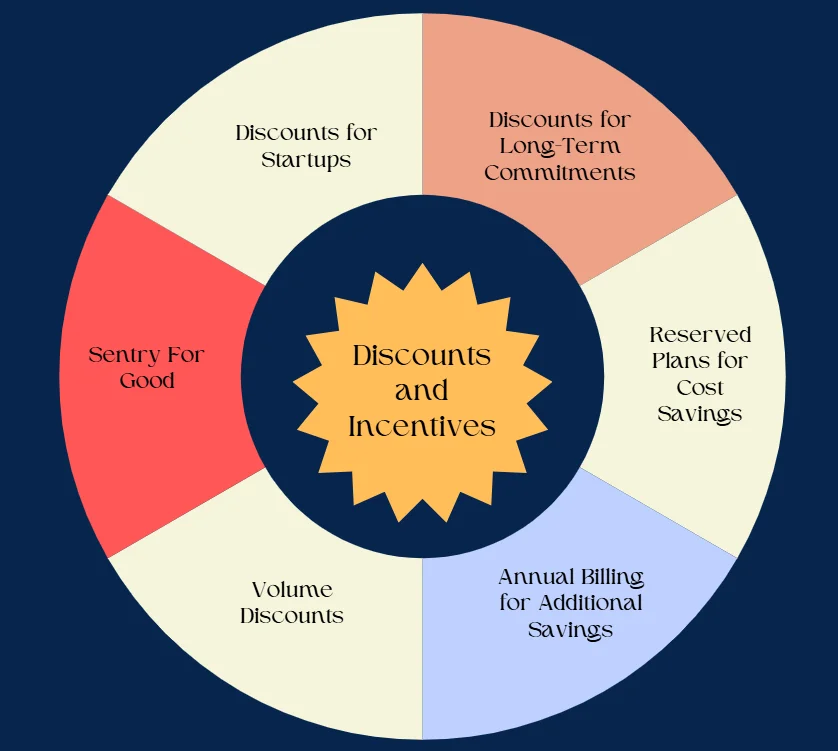 Discounts for
Startups
Discounts for
Long-Term
Commitments
Sentry For
Good
Discounts
and
Incentives
Reserved
Plans for
Cost
Savings
Volume
Discounts
Annual Billing
for Additional
Savings